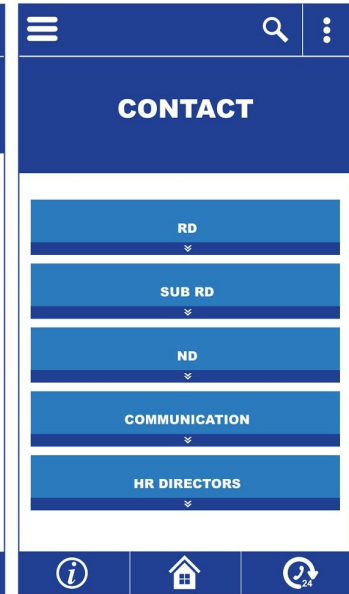 CONTACT
RD
SUB RD
ND
COMMUNICATION
HR DIRECTORS
i
24